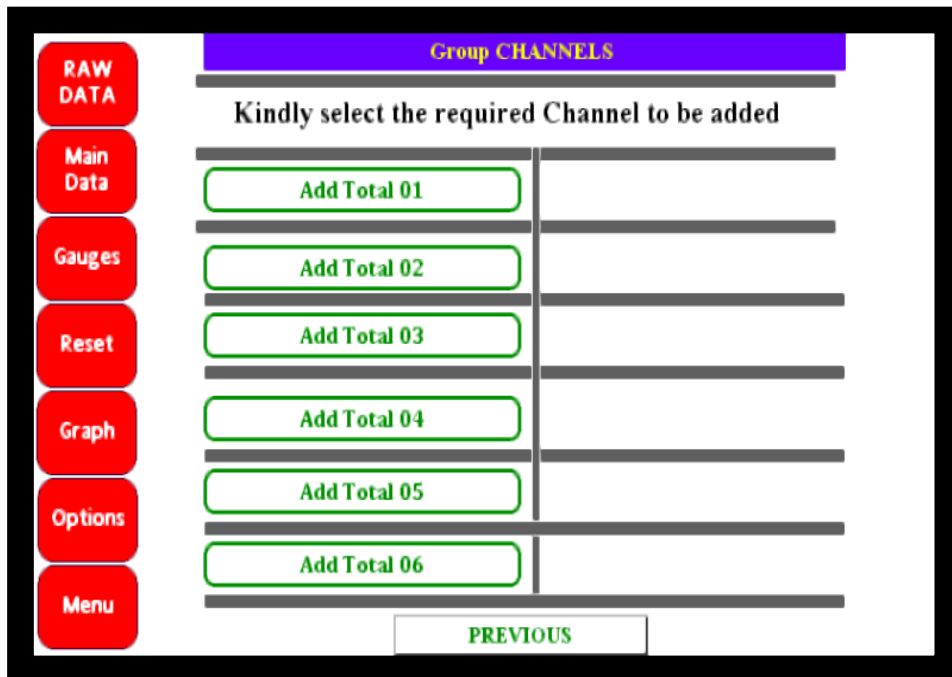 RAW
DATA
Main
Data
Gauges
Reset
Graph
Options
Menu
Group CHANNELS
Kindly select the required Channel to be added
Add Total 01
Add Total 02
Add Total 03
Add Total 04
Add Total 05
Add Total 06
PREVIOUS